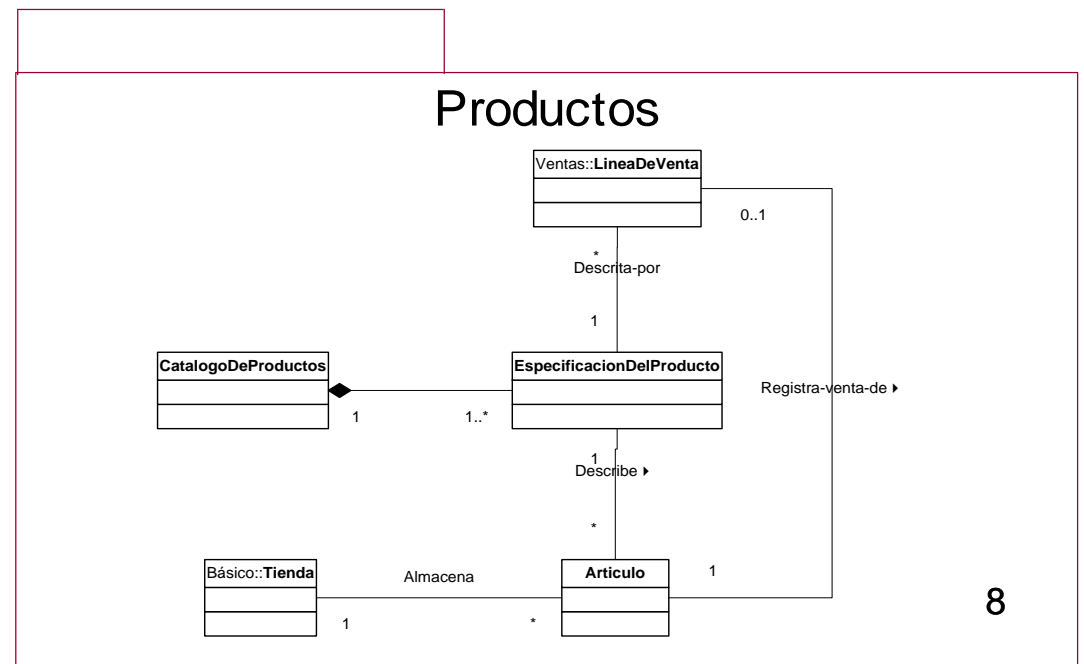 Productos
Ventas::LineaDeVenta
0..1
*
Descrita-por
1
CatalogoDeProductos
EspecificacionDelProducto
Registra-venta-de
1
1..*
1
Describe
*
Básico::Tienda
Almacena
Articulo
1
1
*
8